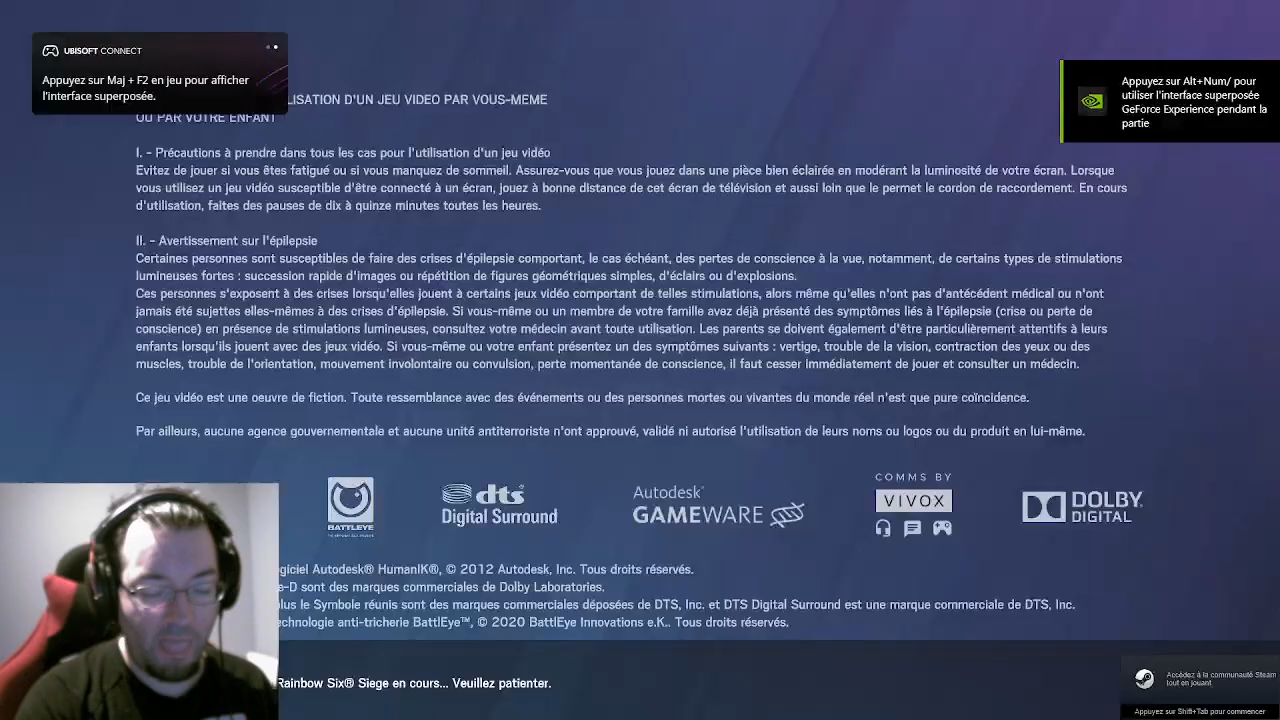 UBISOFT CONNECT
Appuyez sur Maj + F2 en jeu pour afficher
l'interface superposée.
Appuyez sur Alt+Num/ pour
utiliser l'interface superposée
GeForce Experience pendant la
partie
LISATION D'UN JEU VIDEO PAR VOUS-MEME
OU PAR VOTRE ENFANT
I. - Précautions à prendre dans tous les cas pour l'utilisation d'un jeu vidéo
Evitez de jouer si vous êtes fatigué ou si vous manquez de sommeil. Assurez-vous que vous jouez dans une pièce bien éclairée en modérant la luminosité de votre écran. Lorsque
vous utilisez un jeu vidéo susceptible d'être connecté à un écran, jouez à bonne distance de cet écran de télévision et aussi loin que le permet le cordon de raccordement. En cours
d'utilisation, faites des pauses de dix à quinze minutes toutes les heures.
II. - Avertissement sur l'épilepsie
Certaines personnes sont susceptibles de faire des crises d'épilepsie comportant, le cas échéant, des pertes de conscience à la vue, notamment, de certains types de stimulations
lumineuses fortes : succession rapide d'images ou répétition de figures géométriques simples, d'éclairs ou d'explosions.
Ces personnes s'exposent à des crises lorsqu'elles jouent à certains jeux vidéo comportant de telles stimulations, alors même qu'elles n'ont pas d'antécédent médical ou n'ont
jamais été sujettes elles-mêmes à des crises d'épilepsie. Si vous-même ou un membre de votre famille avez déjà présenté des symptômes liés à l'épilepsie (crise ou perte de
conscience) en présence de stimulations lumineuses, consultez votre médecin avant toute utilisation. Les parents se doivent également d'être particulièrement attentifs à leurs
enfants lorsqu'ils jouent avec des jeux vidéo. Si vous-même ou votre enfant présentez un des symptômes suivants : vertige, trouble de la vision, contraction des yeux ou des
muscles, trouble de l'orientation, mouvement involontaire ou convulsion, perte momentanée de conscience, il faut cesser immédiatement de jouer et consulter un médecin.
Ce jeu vidéo est une oeuvre de fiction. Toute ressemblance avec des événements ou des personnes mortes ou vivantes du monde réel n'est que pure coïncidence.
Par ailleurs, aucune agence gouvernementale et aucune unité antiterroriste n'ont approuvé, validé ni autorisé l'utilisation de leurs noms ou logos ou du produit en lui-même.
BATTLEYE
dts
Digital Surround
Autodesk®
GAMEWARE
COMMS BY
VIVOX
DOLBY.
DIGITAL
giciel Autodesk® HumanIK®, © 2012 Autodesk, Inc. Tous droits réservés.
e-D sont des marques commerciales de Dolby Laboratories.
lus le Symbole réunis sont des marques commerciales déposées de DTS, Inc. et DTS Digital Surround est une marque commerciale de DTS, Inc.
echnologie anti-tricherie BattlEye™, © 2020 BattlEye Innovations e.K.. Tous droits réservés.
Rainbow Six® Siege en cours... Veuillez patienter.
Accédez à la communauté Steam
tout en jouant.
Appuyez sur Shift+Tab pour commencer